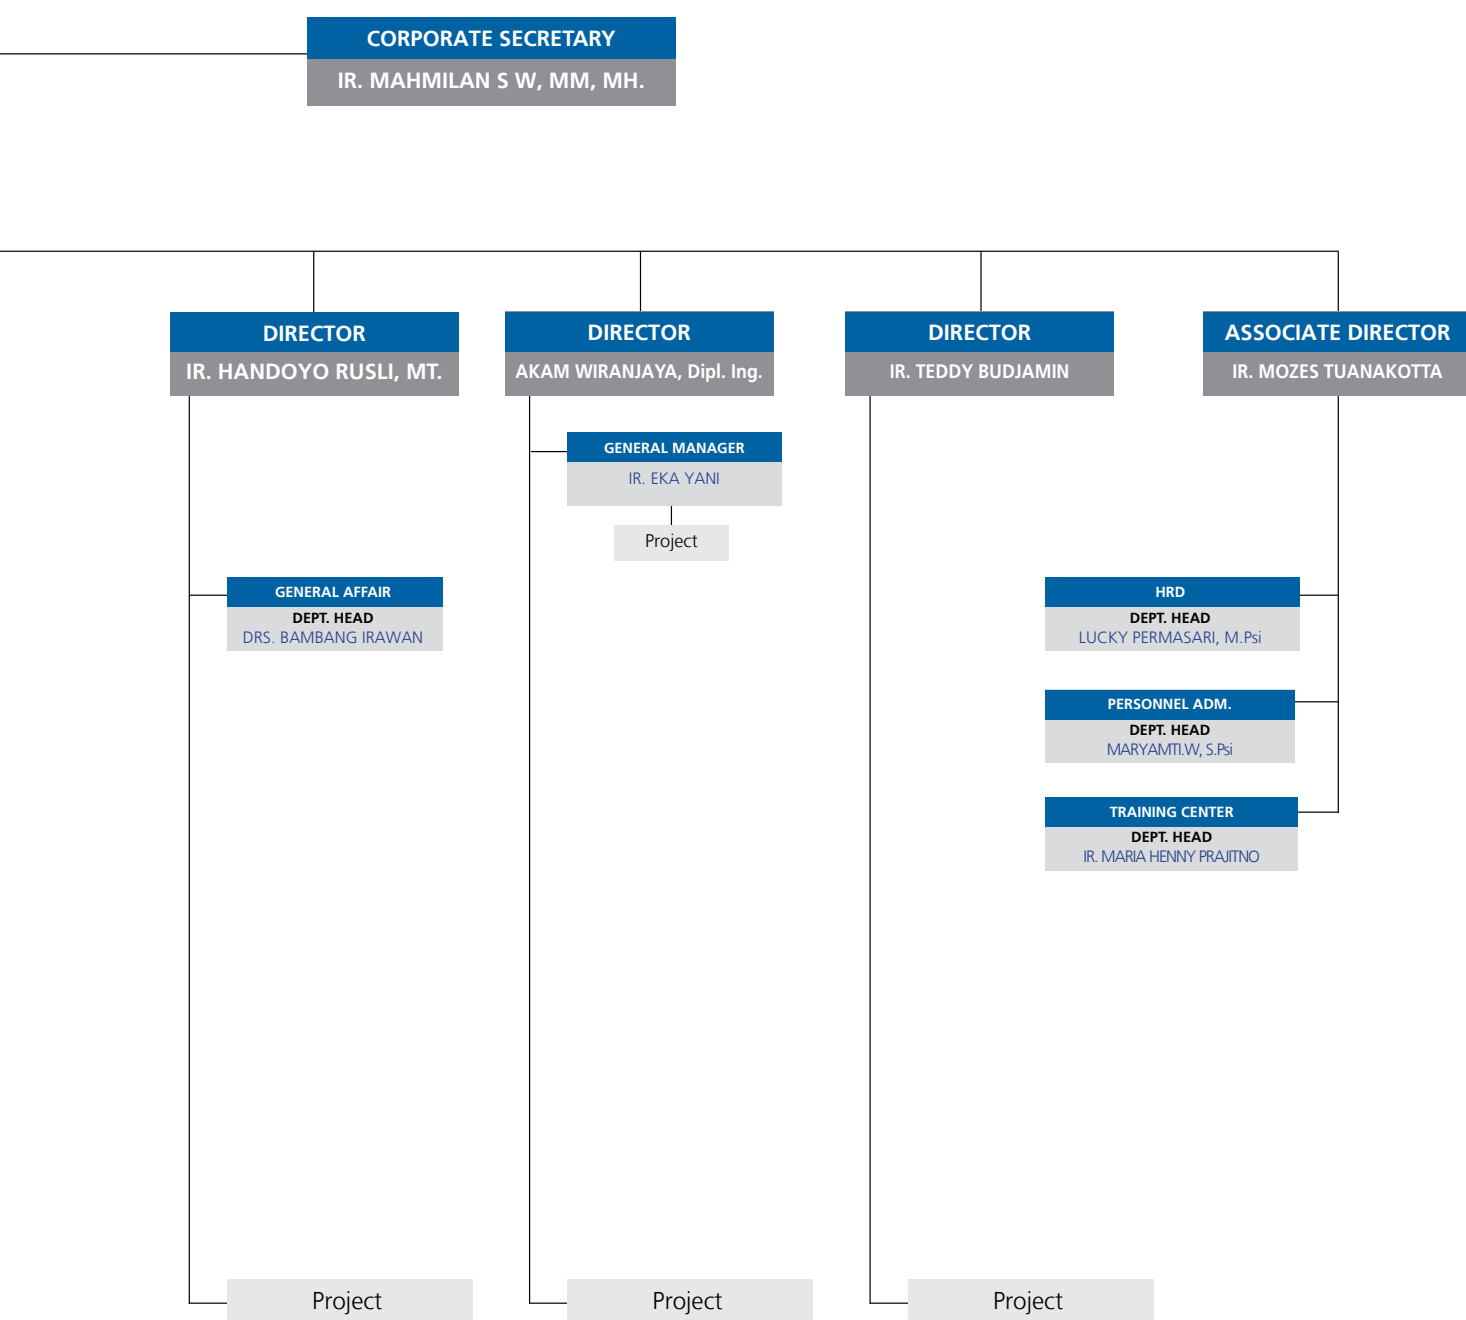 CORPORATE SECRETARY
IR. MAHMILAN S W, MM, MH.
DIRECTOR
IR. HANDOYO RUSLI, MT.
DIRECTOR
AKAM WIRANJAYA, Dipl. Ing.
DIRECTOR
IR. TEDDY BUDJAMIN
ASSOCIATE DIRECTOR
IR. MOZES TUANAKOTTA
GENERAL MANAGER
IR. EKA YANI
Project
GENERAL AFFAIR
DEPT. HEAD
DRS. BAMBANG IRAWAN
HRD
DEPT. HEAD
LUCKY PERMASARI, M.Psi
PERSONNEL ADM.
DEPT. HEAD
MARYAMTI.W, S.Psi
TRAINING CENTER
DEPT. HEAD
IR. MARIA HENNY PRAJITNO
Project
Project
Project